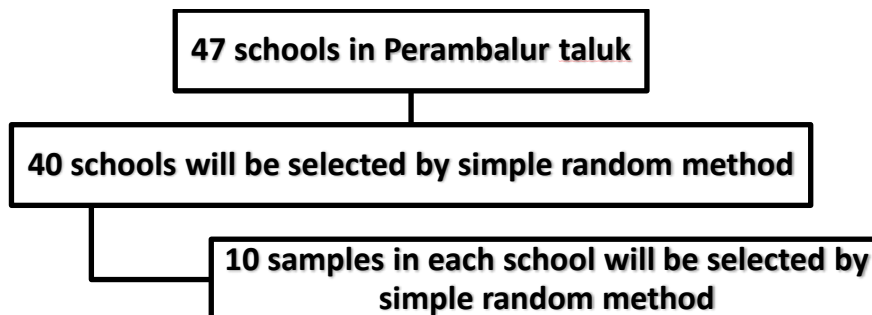 47 schools in Perambalur taluk
40 schools will be selected by simple random method
10 samples in each school will be selected by
simple random method